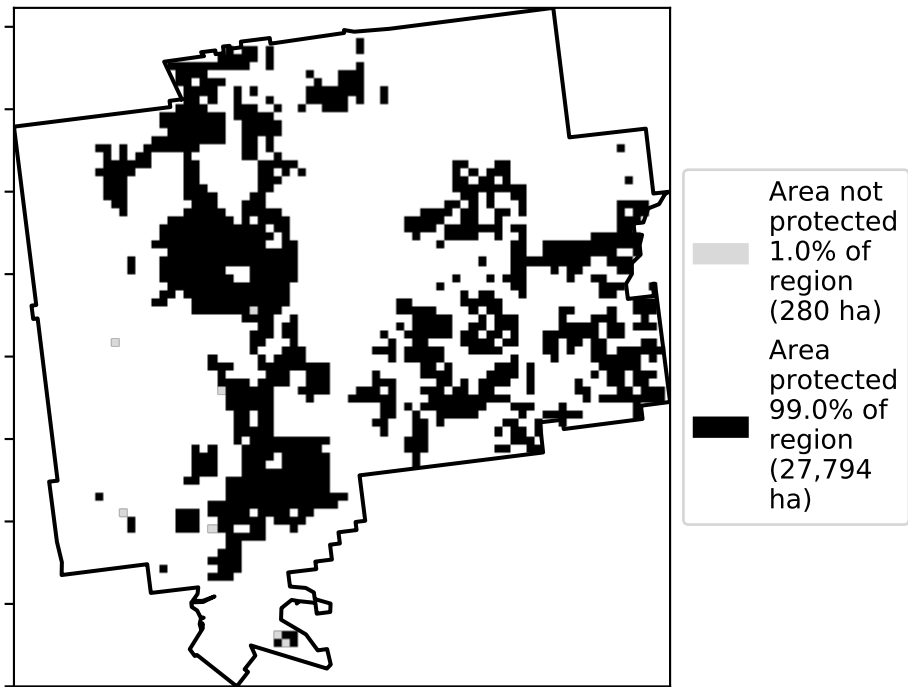 Area not
protected
1.0% of
region
(280 ha)
Area
protected
99.0% of
region
(27,794
ha)